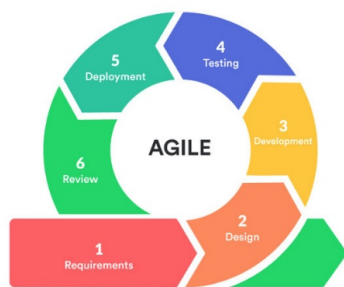 AGILE
1
Requirements
2
Design
3
Development
4
Testing
5
Deployment
6
Review